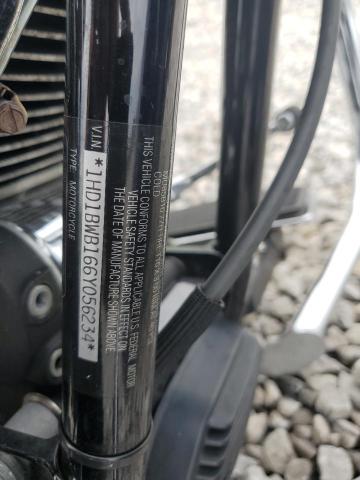 COLD
THIS VEHICLE CONFORMS TO ALL APPLICABLE U.S. FEDERAL MOTOR
VEHICLE SAFETY STANDARDS IN EFFECT ON
THE DATE OF MANUFACTURE SHOWN ABOVE
V.I.N. *1HD1BWB166Y056234*
TYPE: MOTORCYCLE